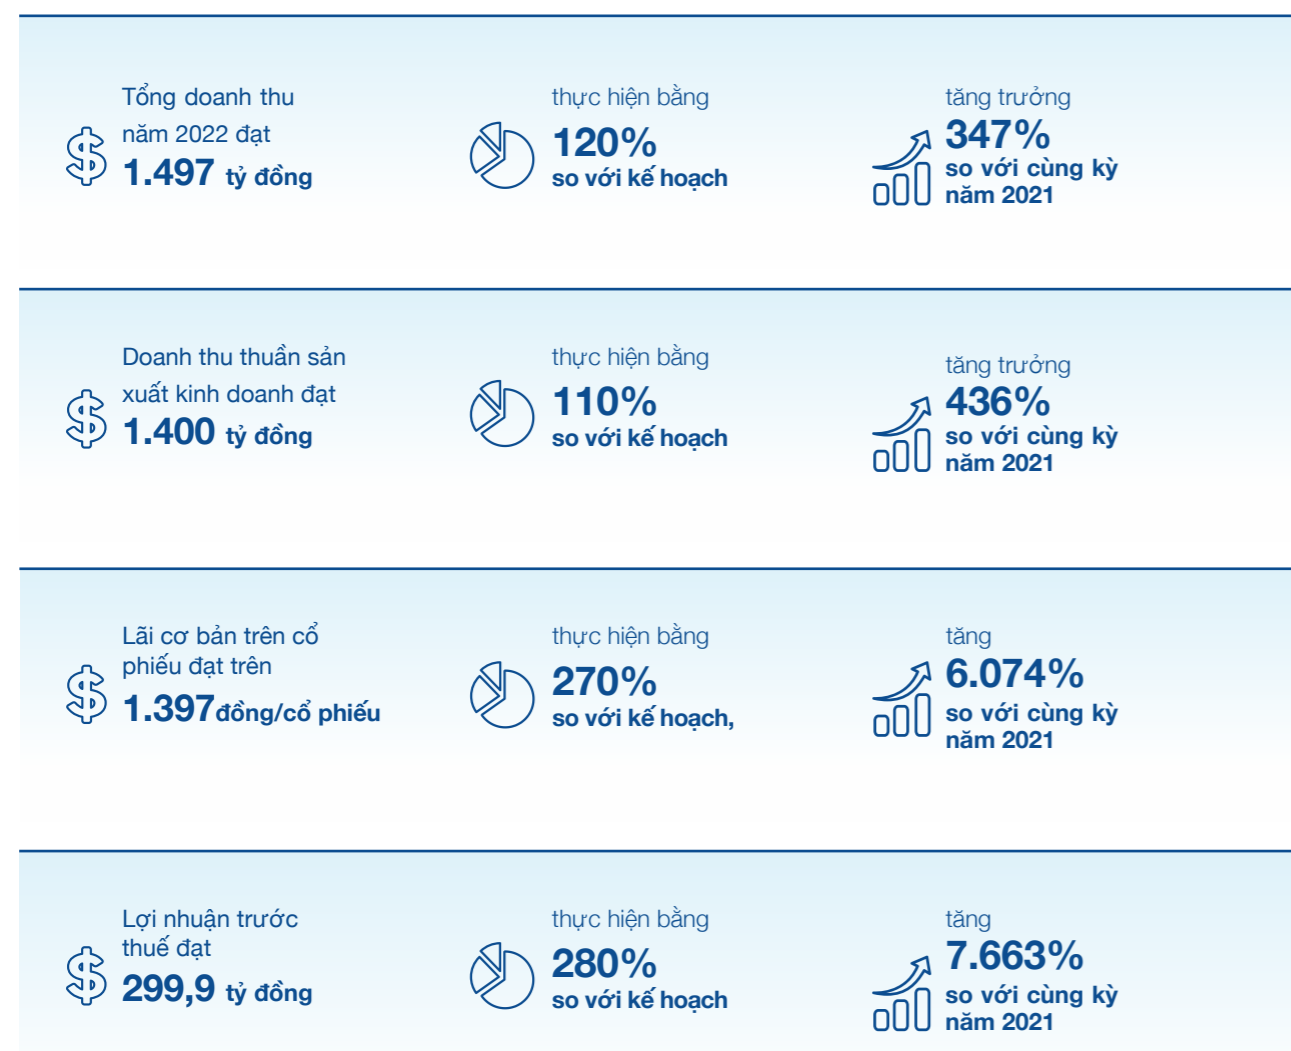 Tổng doanh thu
năm 2022 đạt
1.497 tỷ đồng
thực hiện bằng
120%
so với kế hoạch
tăng trưởng
347%
so với cùng kỳ
năm 2021
Doanh thu thuần sản
xuất kinh doanh đạt
1.400 tỷ đồng
thực hiện bằng
110%
so với kế hoạch
tăng trưởng
436%
so với cùng kỳ
năm 2021
Lãi cơ bản trên cổ
phiếu đạt trên
1.397đồng/cổ phiếu
thực hiện bằng
270%
so với kế hoạch,
tăng
6.074%
so với cùng kỳ
năm 2021
Lợi nhuận trước
thuế đạt
299,9 tỷ đồng
thực hiện bằng
280%
so với kế hoạch
tăng
7.663%
so với cùng kỳ
năm 2021